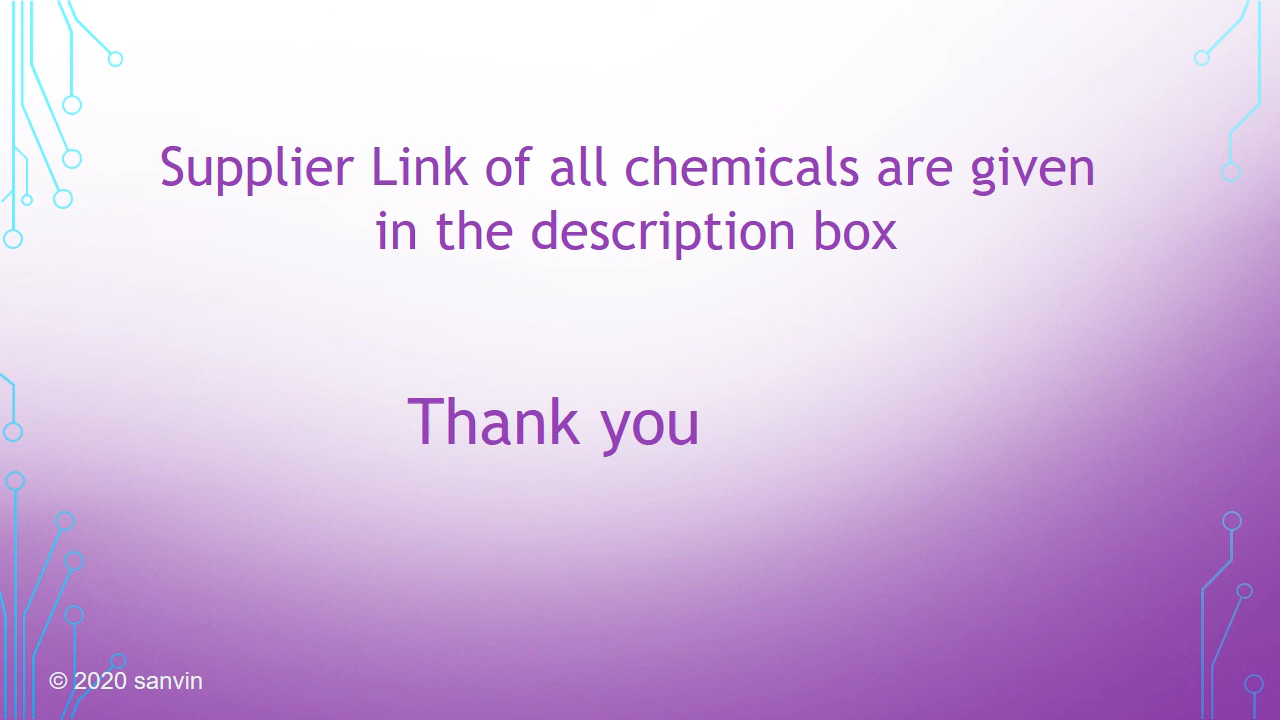 Supplier Link of all chemicals are given
in the description box
Thank you
© 2020 sanvin